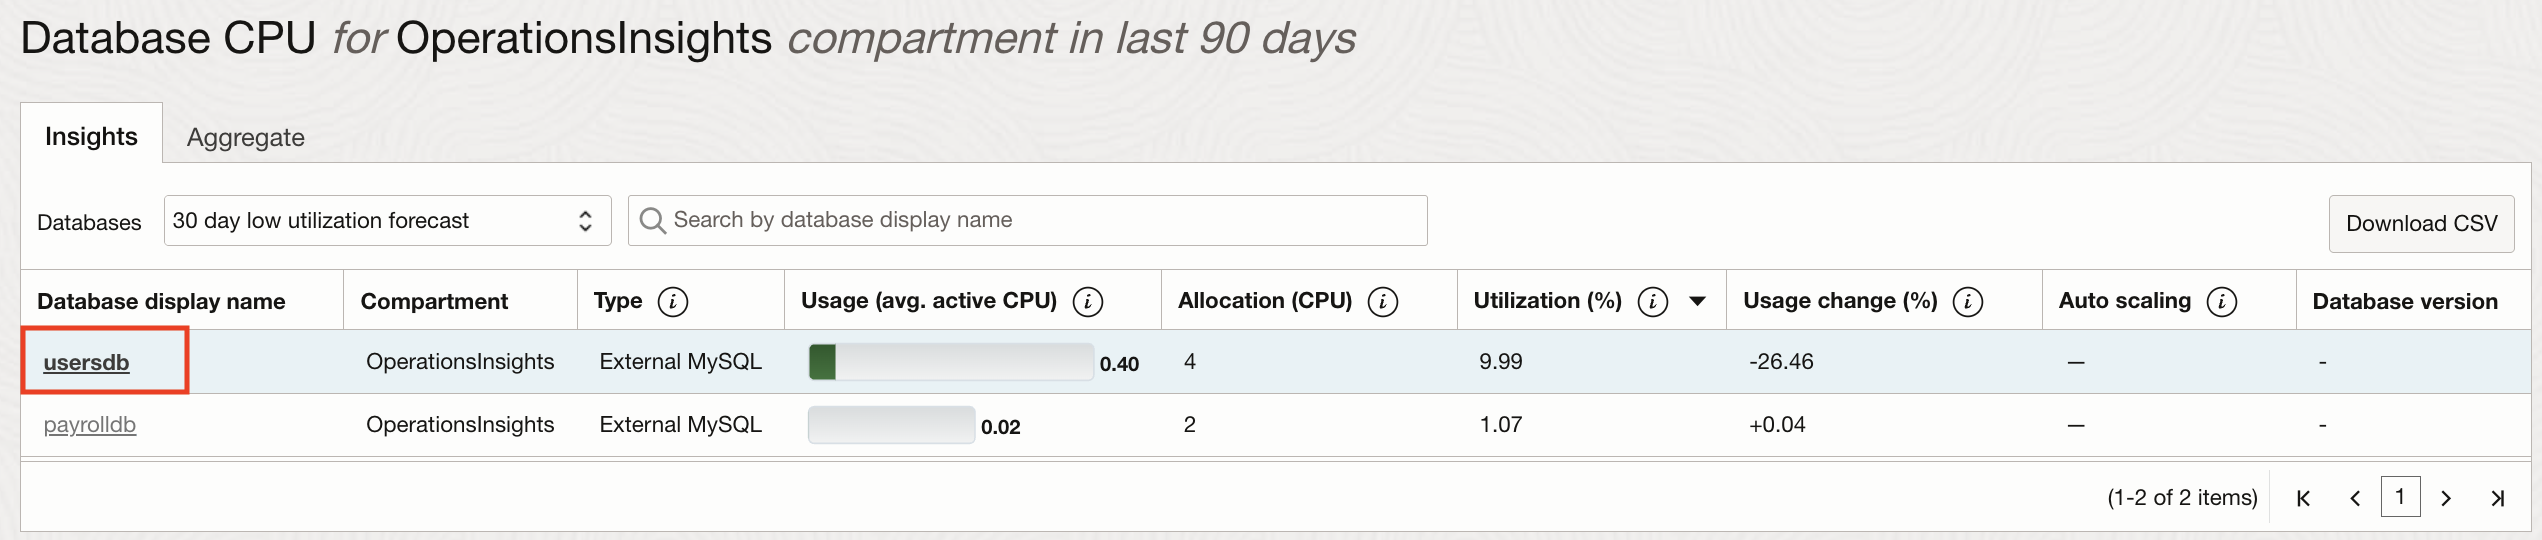 Database CPU for OperationsInsights compartment in last 90 days
Insights Aggregate
Databases 30 day low utilization forecast Search by database display name Download CSV
Database display name Compartment Type i Usage (avg. active CPU) i Allocation (CPU) i Utilization (%) i Usage change (%) i Auto scaling i Database version
usersdb OperationsInsights External MySQL 0.40 4 9.99 -26.46 — -
payrolldb OperationsInsights External MySQL 0.02 2 1.07 +0.04 — -
(1-2 of 2 items) 1